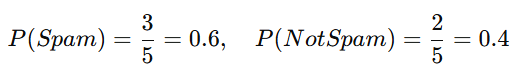 P(Spam) = 3/5 = 0.6, P(NotSpam) = 2/5 = 0.4